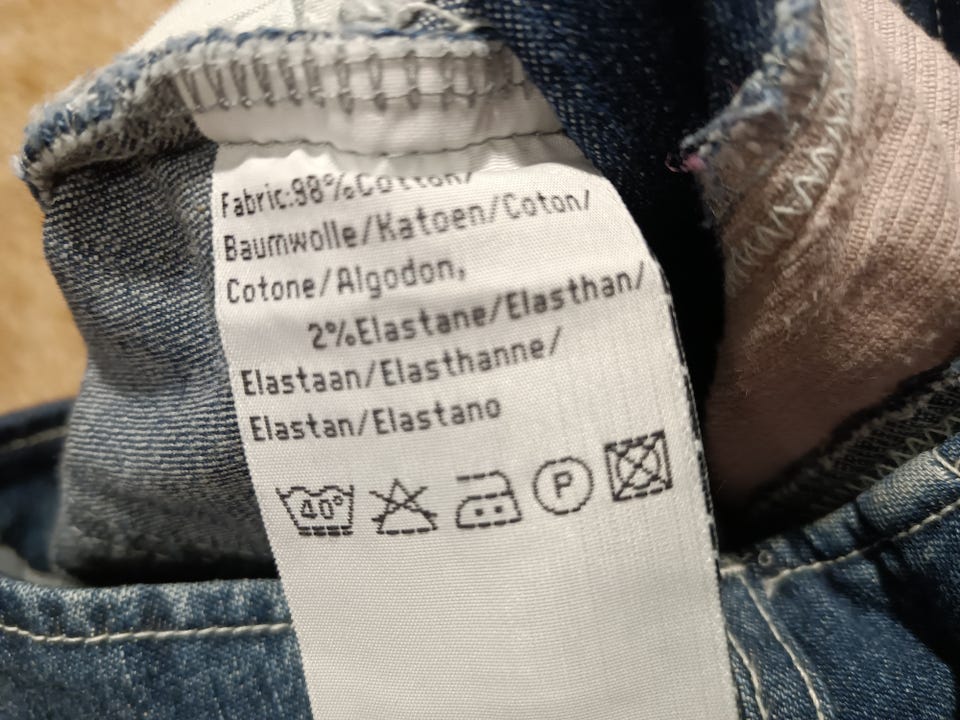 Fabric:98%Cotton/
Baumwolle/Katoen/Coton/
Cotone/Algodon,
2%Elastane/Elasthan/
Elastaan/Elasthanne/
Elastan/Elastano
40° P